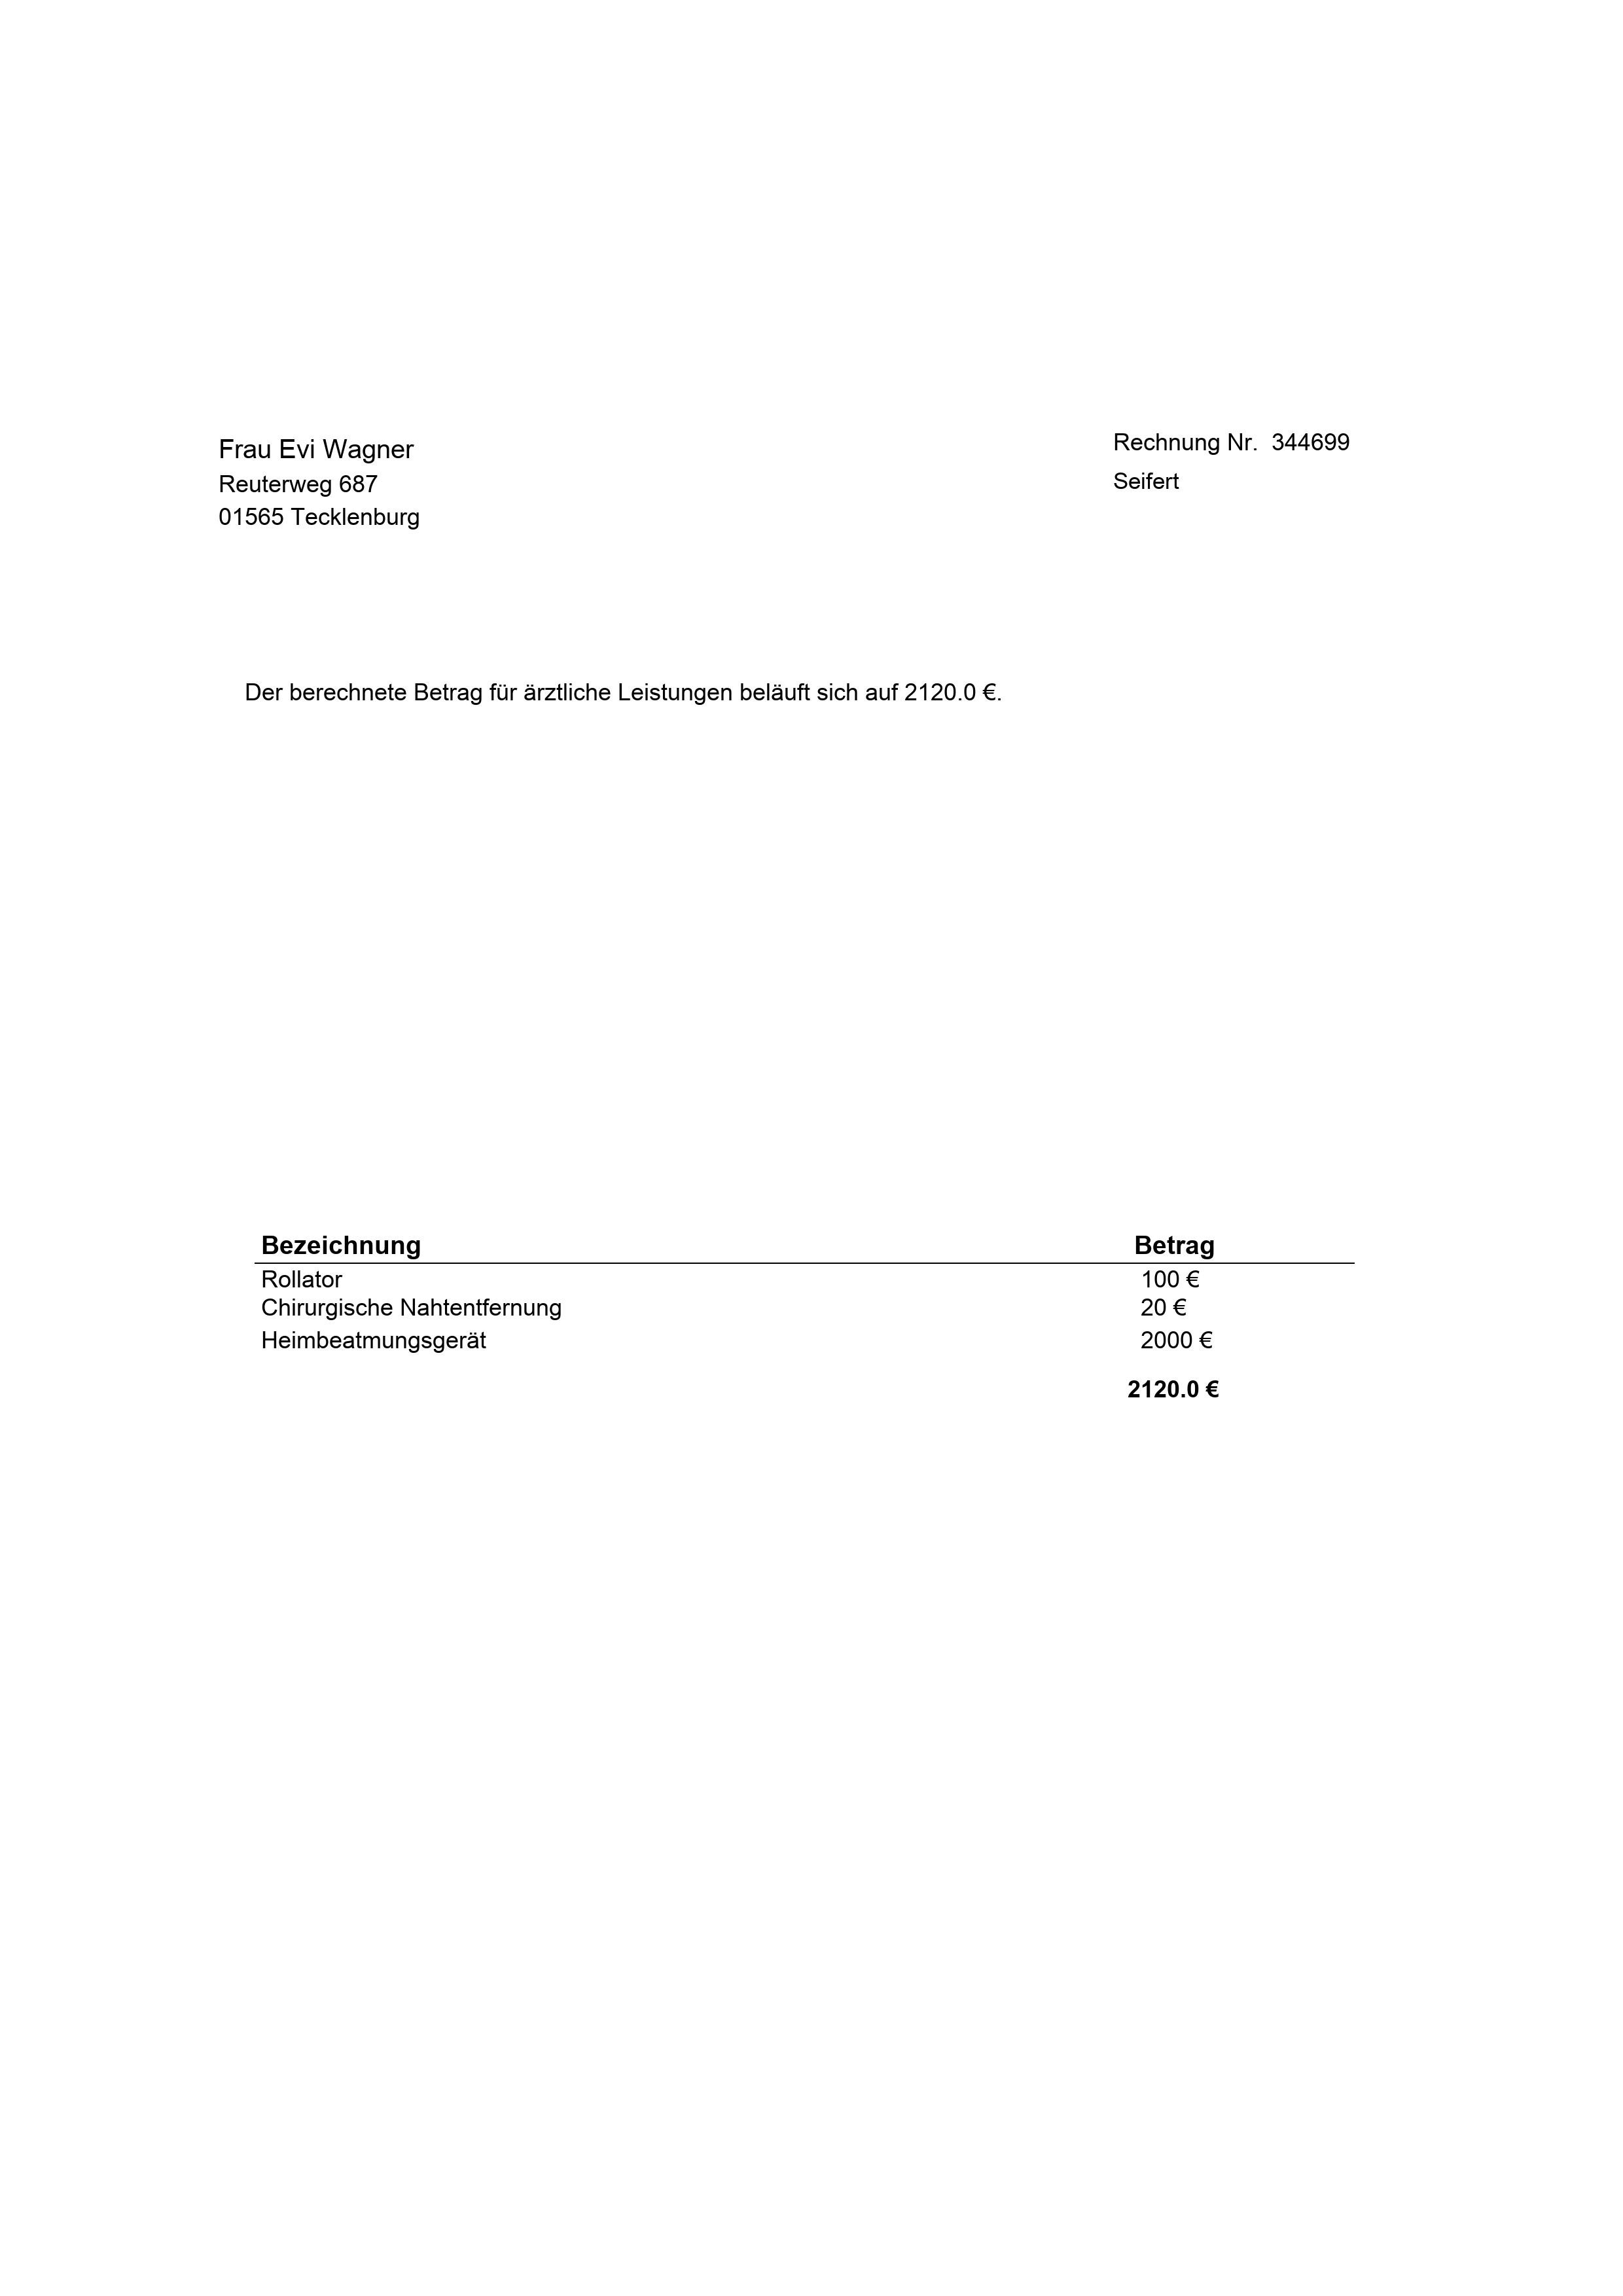 Frau Evi Wagner
Reuterweg 687
01565 Tecklenburg
Rechnung Nr. 344699
Seifert
Der berechnete Betrag für ärztliche Leistungen beläuft sich auf 2120.0 €.
Bezeichnung Betrag
Rollator 100 €
Chirurgische Nahtentfernung 20 €
Heimbeatmungsgerät 2000 €
2120.0 €